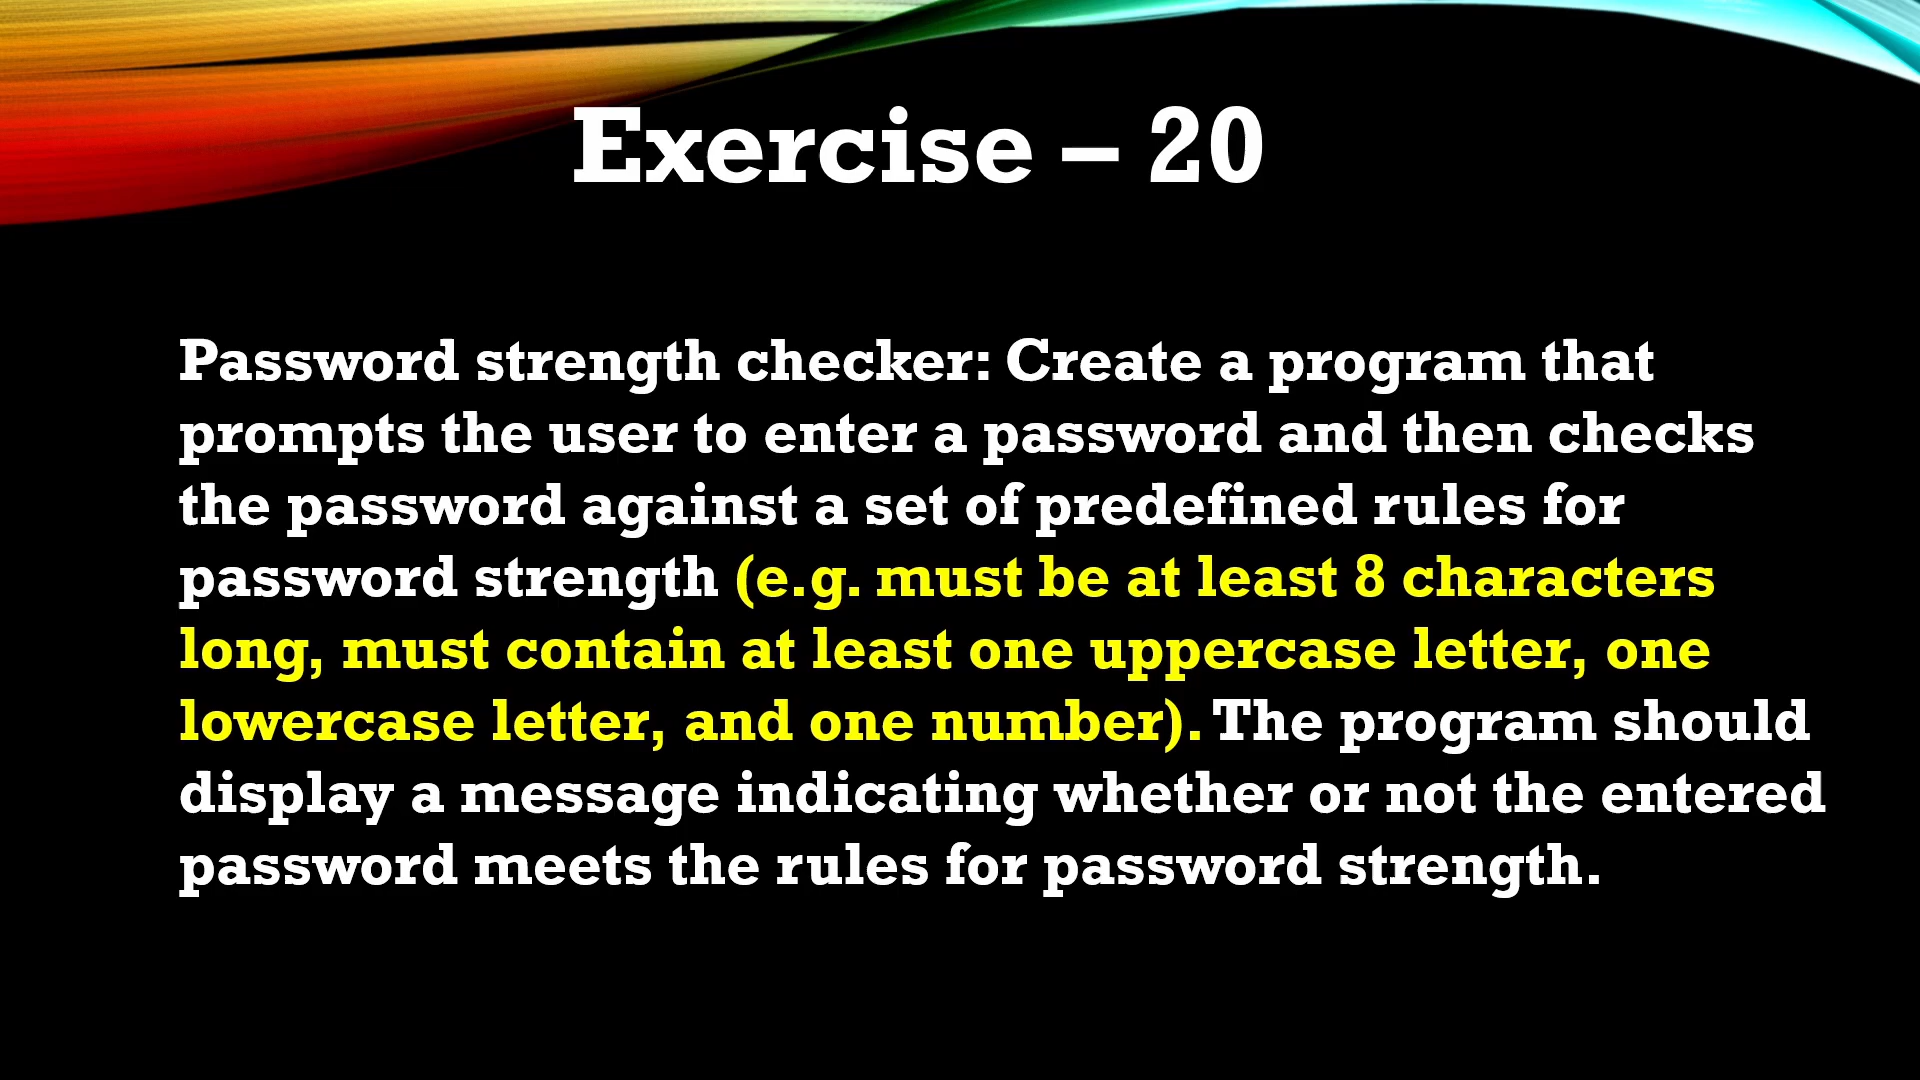 Exercise – 20
Password strength checker: Create a program that
prompts the user to enter a password and then checks
the password against a set of predefined rules for
password strength (e.g. must be at least 8 characters
long, must contain at least one uppercase letter, one
lowercase letter, and one number). The program should
display a message indicating whether or not the entered
password meets the rules for password strength.